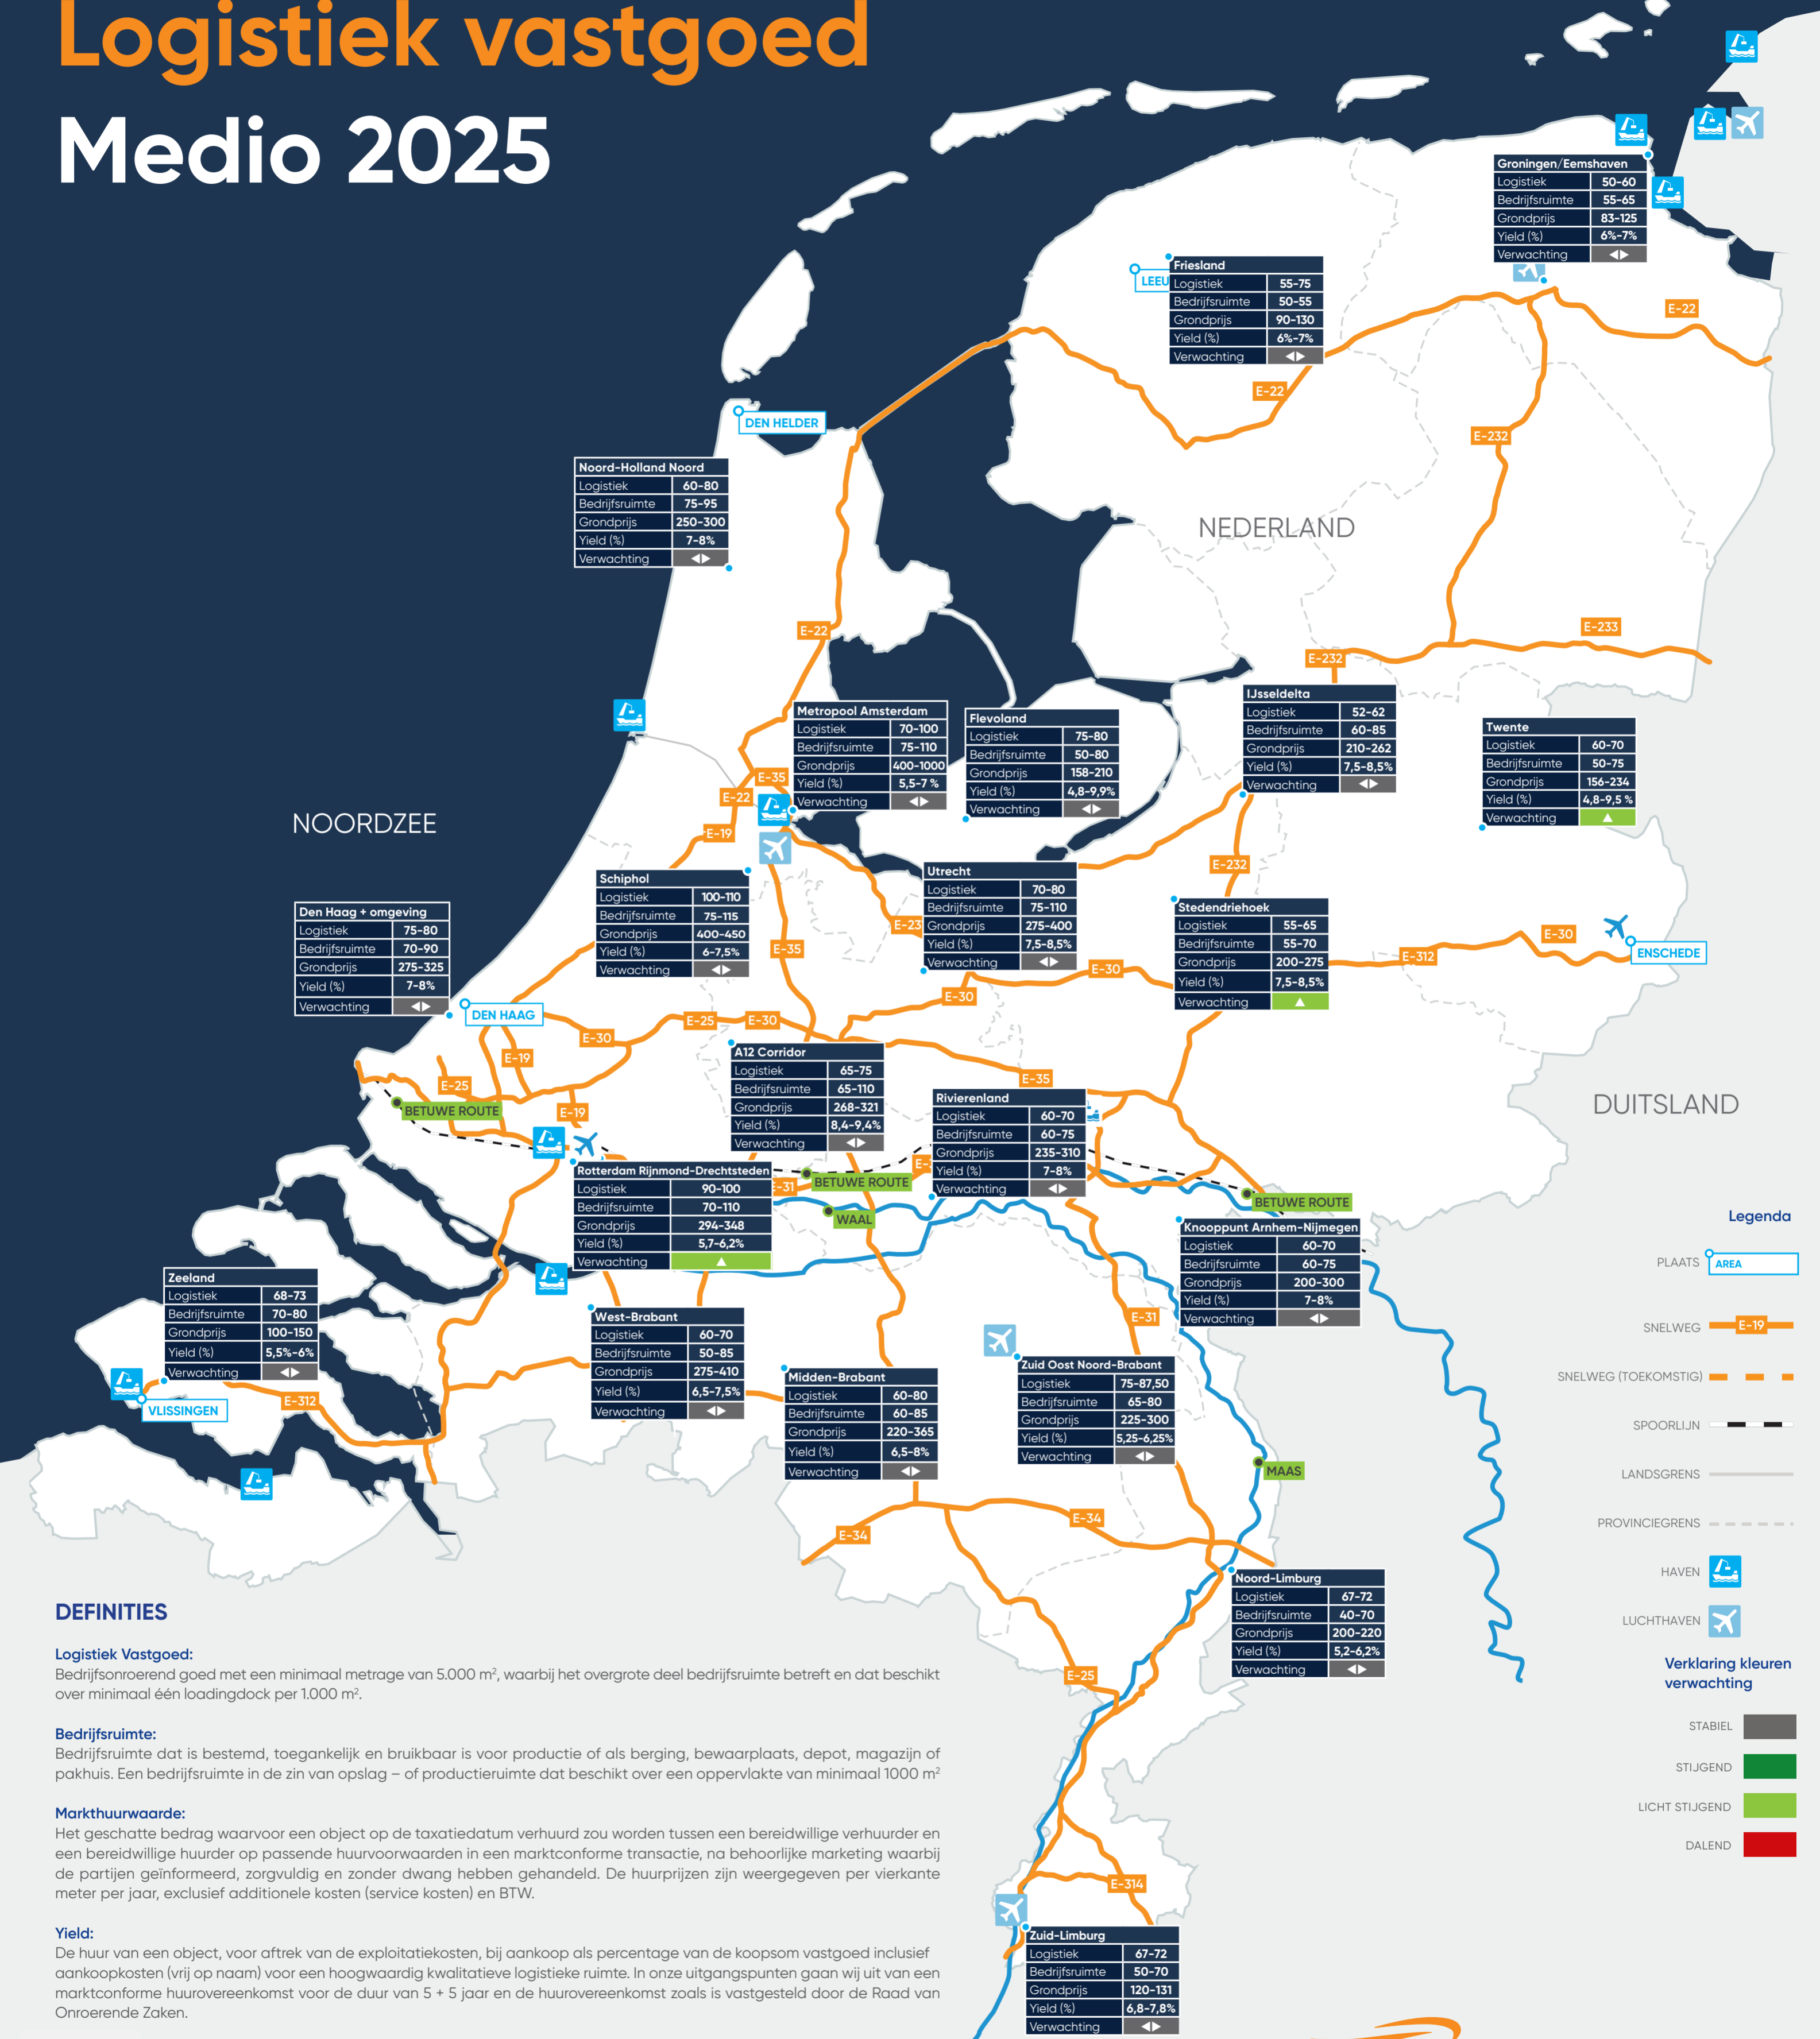 Logistiek vastgoed
Medio 2025
Groningen/Eemshaven
Logistiek 50-60
Bedrijfsruimte 55-65
Grondprijs 83-125
Yield (%) 6%-7%
Verwachting
Friesland
Logistiek 55-75
Bedrijfsruimte 50-55
Grondprijs 90-130
Yield (%) 6%-7%
Verwachting
LEEU
E-22
E-22
E-232
DEN HELDER
Noord-Holland Noord
Logistiek 60-80
Bedrijfsruimte 75-95
Grondprijs 250-300
Yield (%) 7-8%
Verwachting
NEDERLAND
E-22
E-233
E-232
Metropool Amsterdam
Logistiek 70-100
Bedrijfsruimte 75-110
Grondprijs 400-1000
Yield (%) 5,5-7 %
Verwachting
Flevoland
Logistiek 75-80
Bedrijfsruimte 50-80
Grondprijs 158-210
Yield (%) 4,8-9,9%
Verwachting
IJsseldelta
Logistiek 52-62
Bedrijfsruimte 60-85
Grondprijs 210-262
Yield (%) 7,5-8,5%
Verwachting
Twente
Logistiek 60-70
Bedrijfsruimte 50-75
Grondprijs 156-234
Yield (%) 4,8-9,5 %
Verwachting
E-35
E-22
E-19
NOORDZEE
E-232
Schiphol
Logistiek 100-110
Bedrijfsruimte 75-115
Grondprijs 400-450
Yield (%) 6-7,5%
Verwachting
Utrecht
Logistiek 70-80
Bedrijfsruimte 75-110
Grondprijs 275-400
Yield (%) 7,5-8,5%
Verwachting
Stedendriehoek
Logistiek 55-65
Bedrijfsruimte 55-70
Grondprijs 200-275
Yield (%) 7,5-8,5%
Verwachting
Den Haag + omgeving
Logistiek 75-80
Bedrijfsruimte 70-90
Grondprijs 275-325
Yield (%) 7-8%
Verwachting
E-23
E-35
E-30
E-312
E-30
ENSCHEDE
E-30
DEN HAAG
E-30
E-25
E-30
E-19
E-25
BETUWE ROUTE
E-19
A12 Corridor
Logistiek 65-75
Bedrijfsruimte 65-110
Grondprijs 268-321
Yield (%) 8,4-9,4%
Verwachting
E-35
DUITSLAND
Rivierenland
Logistiek 60-70
Bedrijfsruimte 60-75
Grondprijs 235-310
Yield (%) 7-8%
Verwachting
Rotterdam Rijnmond-Drechtsteden
Logistiek 90-100
Bedrijfsruimte 70-110
Grondprijs 294-348
Yield (%) 5,7-6,2%
Verwachting
E-31
BETUWE ROUTE
WAAL
BETUWE ROUTE
Knooppunt Arnhem-Nijmegen
Logistiek 60-70
Bedrijfsruimte 60-75
Grondprijs 200-300
Yield (%) 7-8%
Verwachting
Zeeland
Logistiek 68-73
Bedrijfsruimte 70-80
Grondprijs 100-150
Yield (%) 5,5%-6%
Verwachting
VLISSINGEN
E-312
West-Brabant
Logistiek 60-70
Bedrijfsruimte 50-85
Grondprijs 275-410
Yield (%) 6,5-7,5%
Verwachting
E-31
Midden-Brabant
Logistiek 60-80
Bedrijfsruimte 60-85
Grondprijs 220-365
Yield (%) 6,5-8%
Verwachting
Zuid Oost Noord-Brabant
Logistiek 75-87,50
Bedrijfsruimte 65-80
Grondprijs 225-300
Yield (%) 5,25-6,25%
Verwachting
MAAS
E-34
E-34
Noord-Limburg
Logistiek 67-72
Bedrijfsruimte 40-70
Grondprijs 200-220
Yield (%) 5,2-6,2%
Verwachting
E-25
E-314
Zuid-Limburg
Logistiek 67-72
Bedrijfsruimte 50-70
Grondprijs 120-131
Yield (%) 6,8-7,8%
Verwachting
Legenda
PLAATS AREA
SNELWEG E-19
SNELWEG (TOEKOMSTIG)
SPOORLIJN
LANDSGRENS
PROVINCIEGRENS
HAVEN
LUCHTHAVEN
Verklaring kleuren
verwachting
STABIEL
STIJGEND
LICHT STIJGEND
DALEND
DEFINITIES
Logistiek Vastgoed:
Bedrijfsonroerend goed met een minimaal metrage van 5.000 m², waarbij het overgrote deel bedrijfsruimte betreft en dat beschikt
over minimaal één loadingdock per 1.000 m².
Bedrijfsruimte:
Bedrijfsruimte dat is bestemd, toegankelijk en bruikbaar is voor productie of als berging, bewaarplaats, depot, magazijn of
pakhuis. Een bedrijfsruimte in de zin van opslag – of productieruimte dat beschikt over een oppervlakte van minimaal 1000 m²
Markthuurwaarde:
Het geschatte bedrag waarvoor een object op de taxatiedatum verhuurd zou worden tussen een bereidwillige verhuurder en
een bereidwillige huurder op passende huurvoorwaarden in een marktconforme transactie, na behoorlijke marketing waarbij
de partijen geïnformeerd, zorgvuldig en zonder dwang hebben gehandeld. De huurprijzen zijn weergegeven per vierkante
meter per jaar, exclusief additionele kosten (service kosten) en BTW.
Yield:
De huur van een object, voor aftrek van de exploitatiekosten, bij aankoop als percentage van de koopsom vastgoed inclusief
aankoopkosten (vrij op naam) voor een hoogwaardig kwalitatieve logistieke ruimte. In onze uitgangspunten gaan wij uit van een
marktconforme huurovereenkomst voor de duur van 5 + 5 jaar en de huurovereenkomst zoals is vastgesteld door de Raad van
Onroerende Zaken.